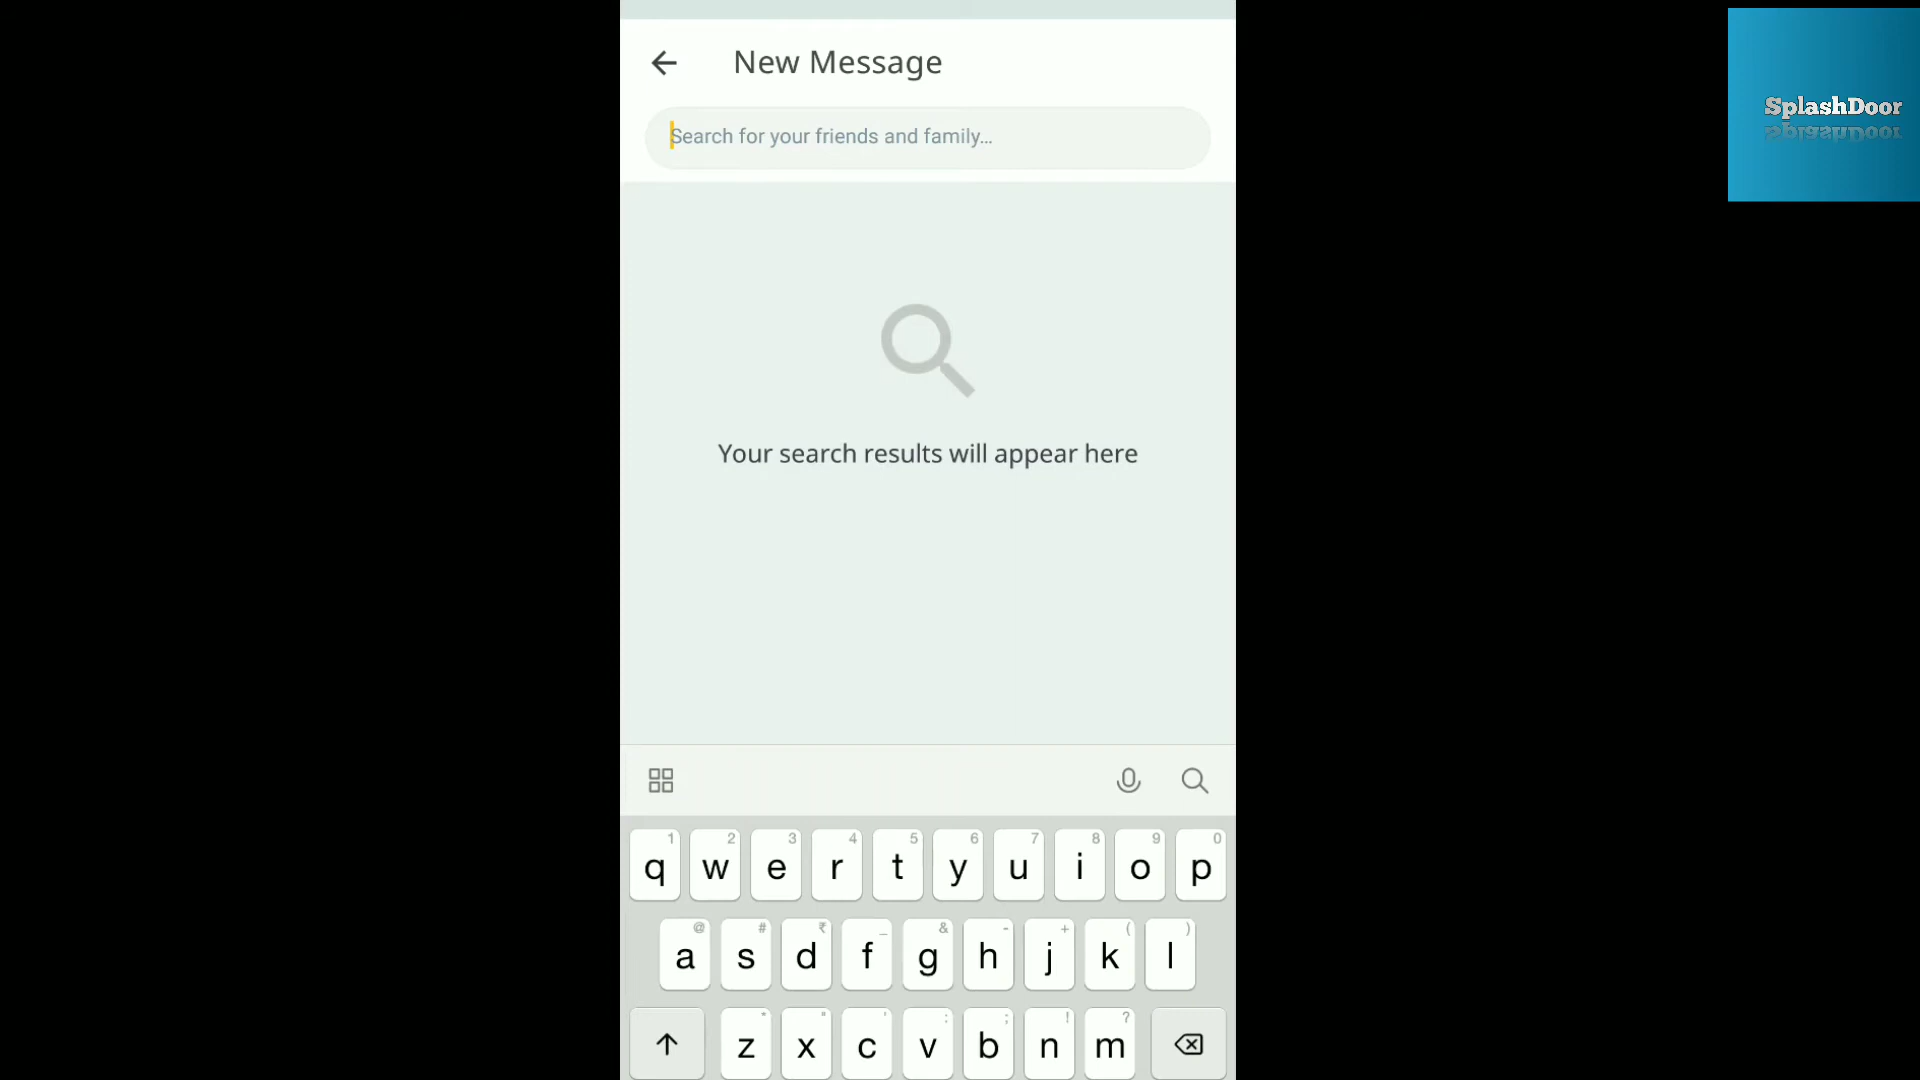 New Message
SplashDoor
Search for your friends and family...
Your search results will appear here
1 2 3 4 5 6 7 8 9 0
q w e r t y u i o p
@ # ₹ _ & - + ( )
a s d f g h j k l
* " ' : ; ! ?
z x c v b n m